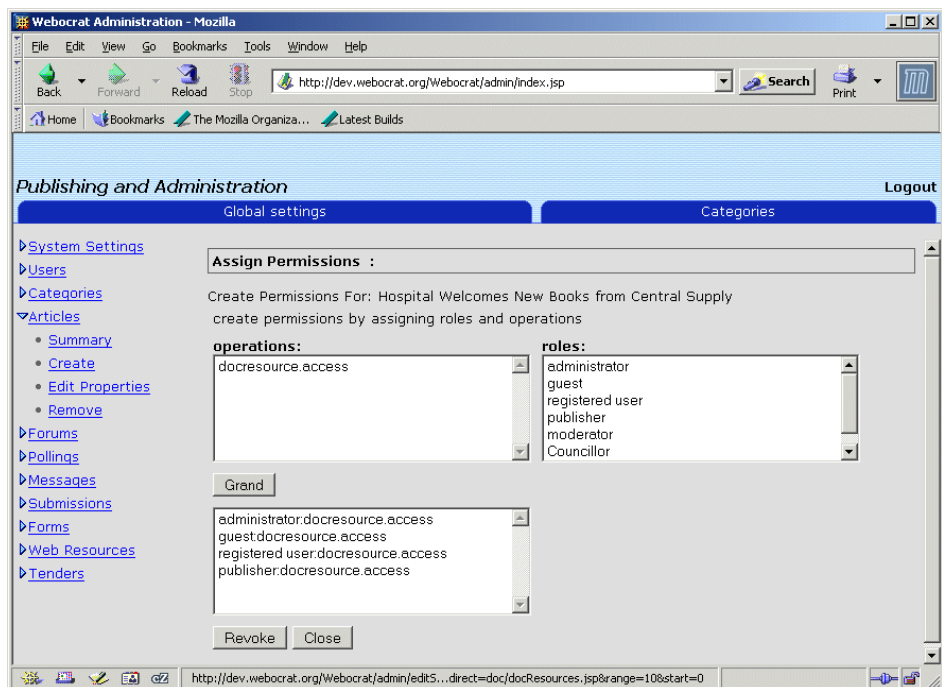 Webocrat Administration - Mozilla
File Edit View Go Bookmarks Tools Window Help
Back Forward Reload Stop http://dev.webocrat.org/Webocrat/admin/index.jsp Search Print
Home Bookmarks The Mozilla Organiza... Latest Builds
Publishing and Administration Logout
Global settings Categories
System Settings
Users
Categories
Articles
Summary
Create
Edit Properties
Remove
Forums
Pollings
Messages
Submissions
Forms
Web Resources
Tenders
Assign Permissions :
Create Permissions For: Hospital Welcomes New Books from Central Supply
create permissions by assigning roles and operations
operations: roles:
docresource.access
administrator
guest
registered user
publisher
moderator
Councillor
Grand
administrator:docresource.access
guest:docresource.access
registered user:docresource.access
publisher:docresource.access
Revoke Close
http://dev.webocrat.org/Webocrat/admin/editS...direct=doc/docResources.jsp&range=10&start=0